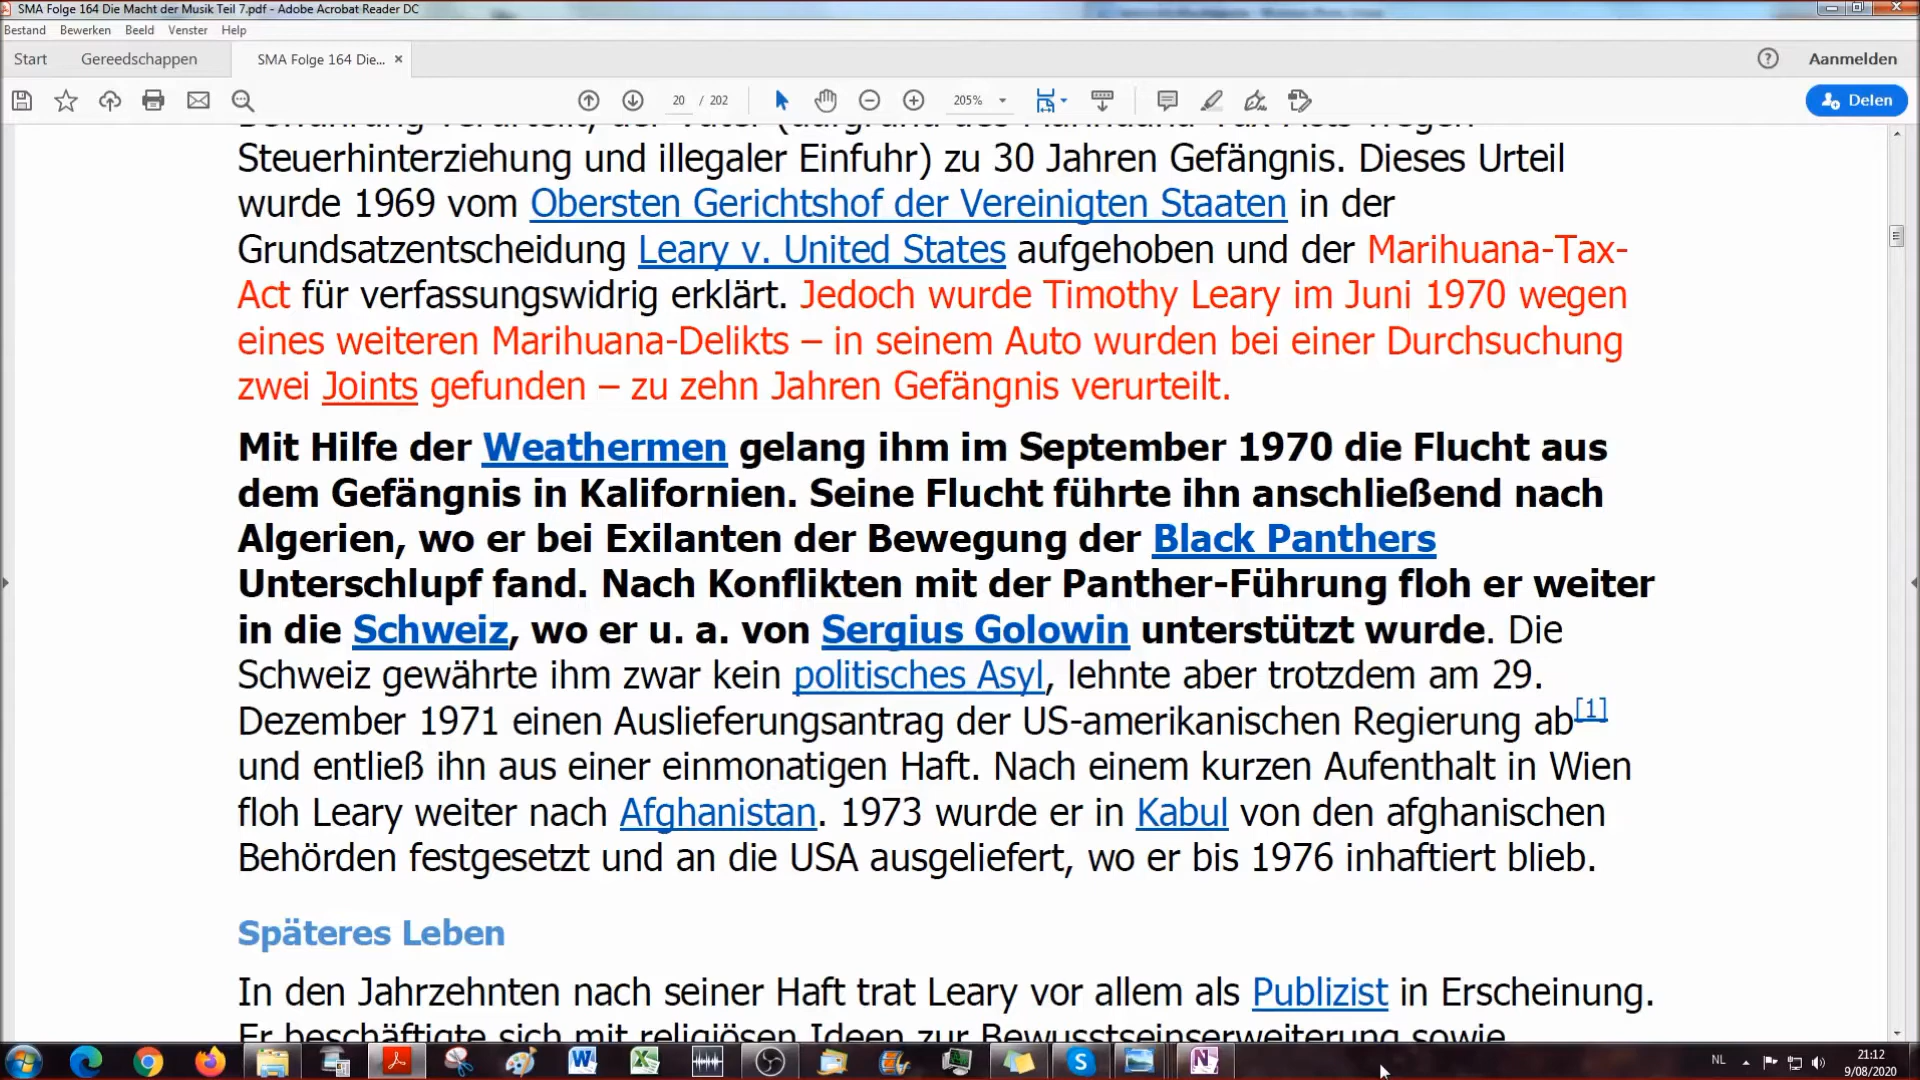 SMA Folge 164 Die Macht der Musik Teil 7.pdf - Adobe Acrobat Reader DC
Bestand Bewerken Beeld Venster Help
Start Gereedschappen SMA Folge 164 Die... × Aanmelden
20 / 202 205% Delen
Steuerhinterziehung und illegaler Einfuhr) zu 30 Jahren Gefängnis. Dieses Urteil
wurde 1969 vom Obersten Gerichtshof der Vereinigten Staaten in der
Grundsatzentscheidung Leary v. United States aufgehoben und der Marihuana-Tax-
Act für verfassungswidrig erklärt. Jedoch wurde Timothy Leary im Juni 1970 wegen
eines weiteren Marihuana-Delikts – in seinem Auto wurden bei einer Durchsuchung
zwei Joints gefunden – zu zehn Jahren Gefängnis verurteilt.
Mit Hilfe der Weathermen gelang ihm im September 1970 die Flucht aus
dem Gefängnis in Kalifornien. Seine Flucht führte ihn anschließend nach
Algerien, wo er bei Exilanten der Bewegung der Black Panthers
Unterschlupf fand. Nach Konflikten mit der Panther-Führung floh er weiter
in die Schweiz, wo er u. a. von Sergius Golowin unterstützt wurde. Die
Schweiz gewährte ihm zwar kein politisches Asyl, lehnte aber trotzdem am 29.
Dezember 1971 einen Auslieferungsantrag der US-amerikanischen Regierung ab[1]
und entließ ihn aus einer einmonatigen Haft. Nach einem kurzen Aufenthalt in Wien
floh Leary weiter nach Afghanistan. 1973 wurde er in Kabul von den afghanischen
Behörden festgesetzt und an die USA ausgeliefert, wo er bis 1976 inhaftiert blieb.
Späteres Leben
In den Jahrzehnten nach seiner Haft trat Leary vor allem als Publizist in Erscheinung.
Er beschäftigte sich mit religiösen Ideen zur Bewusstseinserweiterung sowie
NL 21:12
9/08/2020